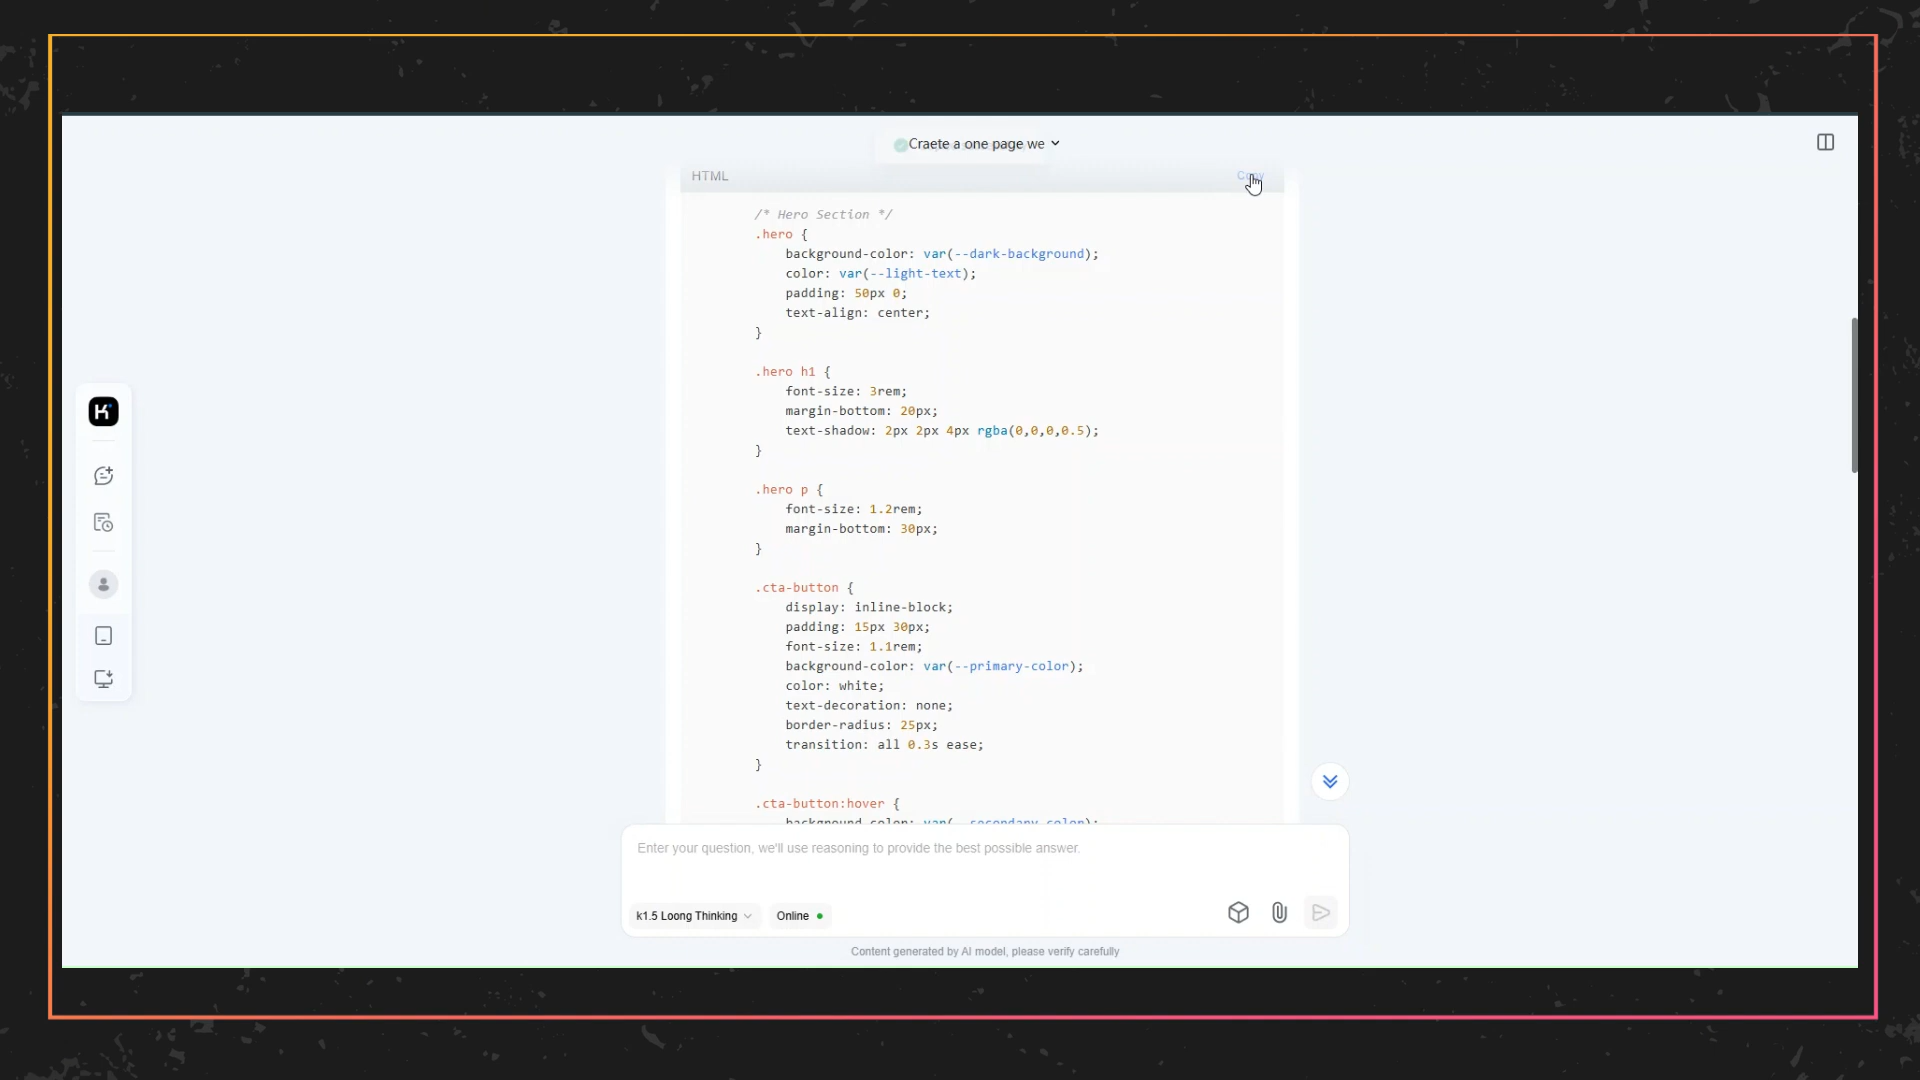 Craete a one page we
HTML
Copy
/* Hero Section */
.hero {
background-color: var(--dark-background);
color: var(--light-text);
padding: 50px 0;
text-align: center;
}
.hero h1 {
font-size: 3rem;
margin-bottom: 20px;
text-shadow: 2px 2px 4px rgba(0,0,0,0.5);
}
.hero p {
font-size: 1.2rem;
margin-bottom: 30px;
}
.cta-button {
display: inline-block;
padding: 15px 30px;
font-size: 1.1rem;
background-color: var(--primary-color);
color: white;
text-decoration: none;
border-radius: 25px;
transition: all 0.3s ease;
}
.cta-button:hover {
background-color: var(--secondary-color);
Enter your question, we'll use reasoning to provide the best possible answer.
k1.5 Loong Thinking
Online
Content generated by AI model, please verify carefully